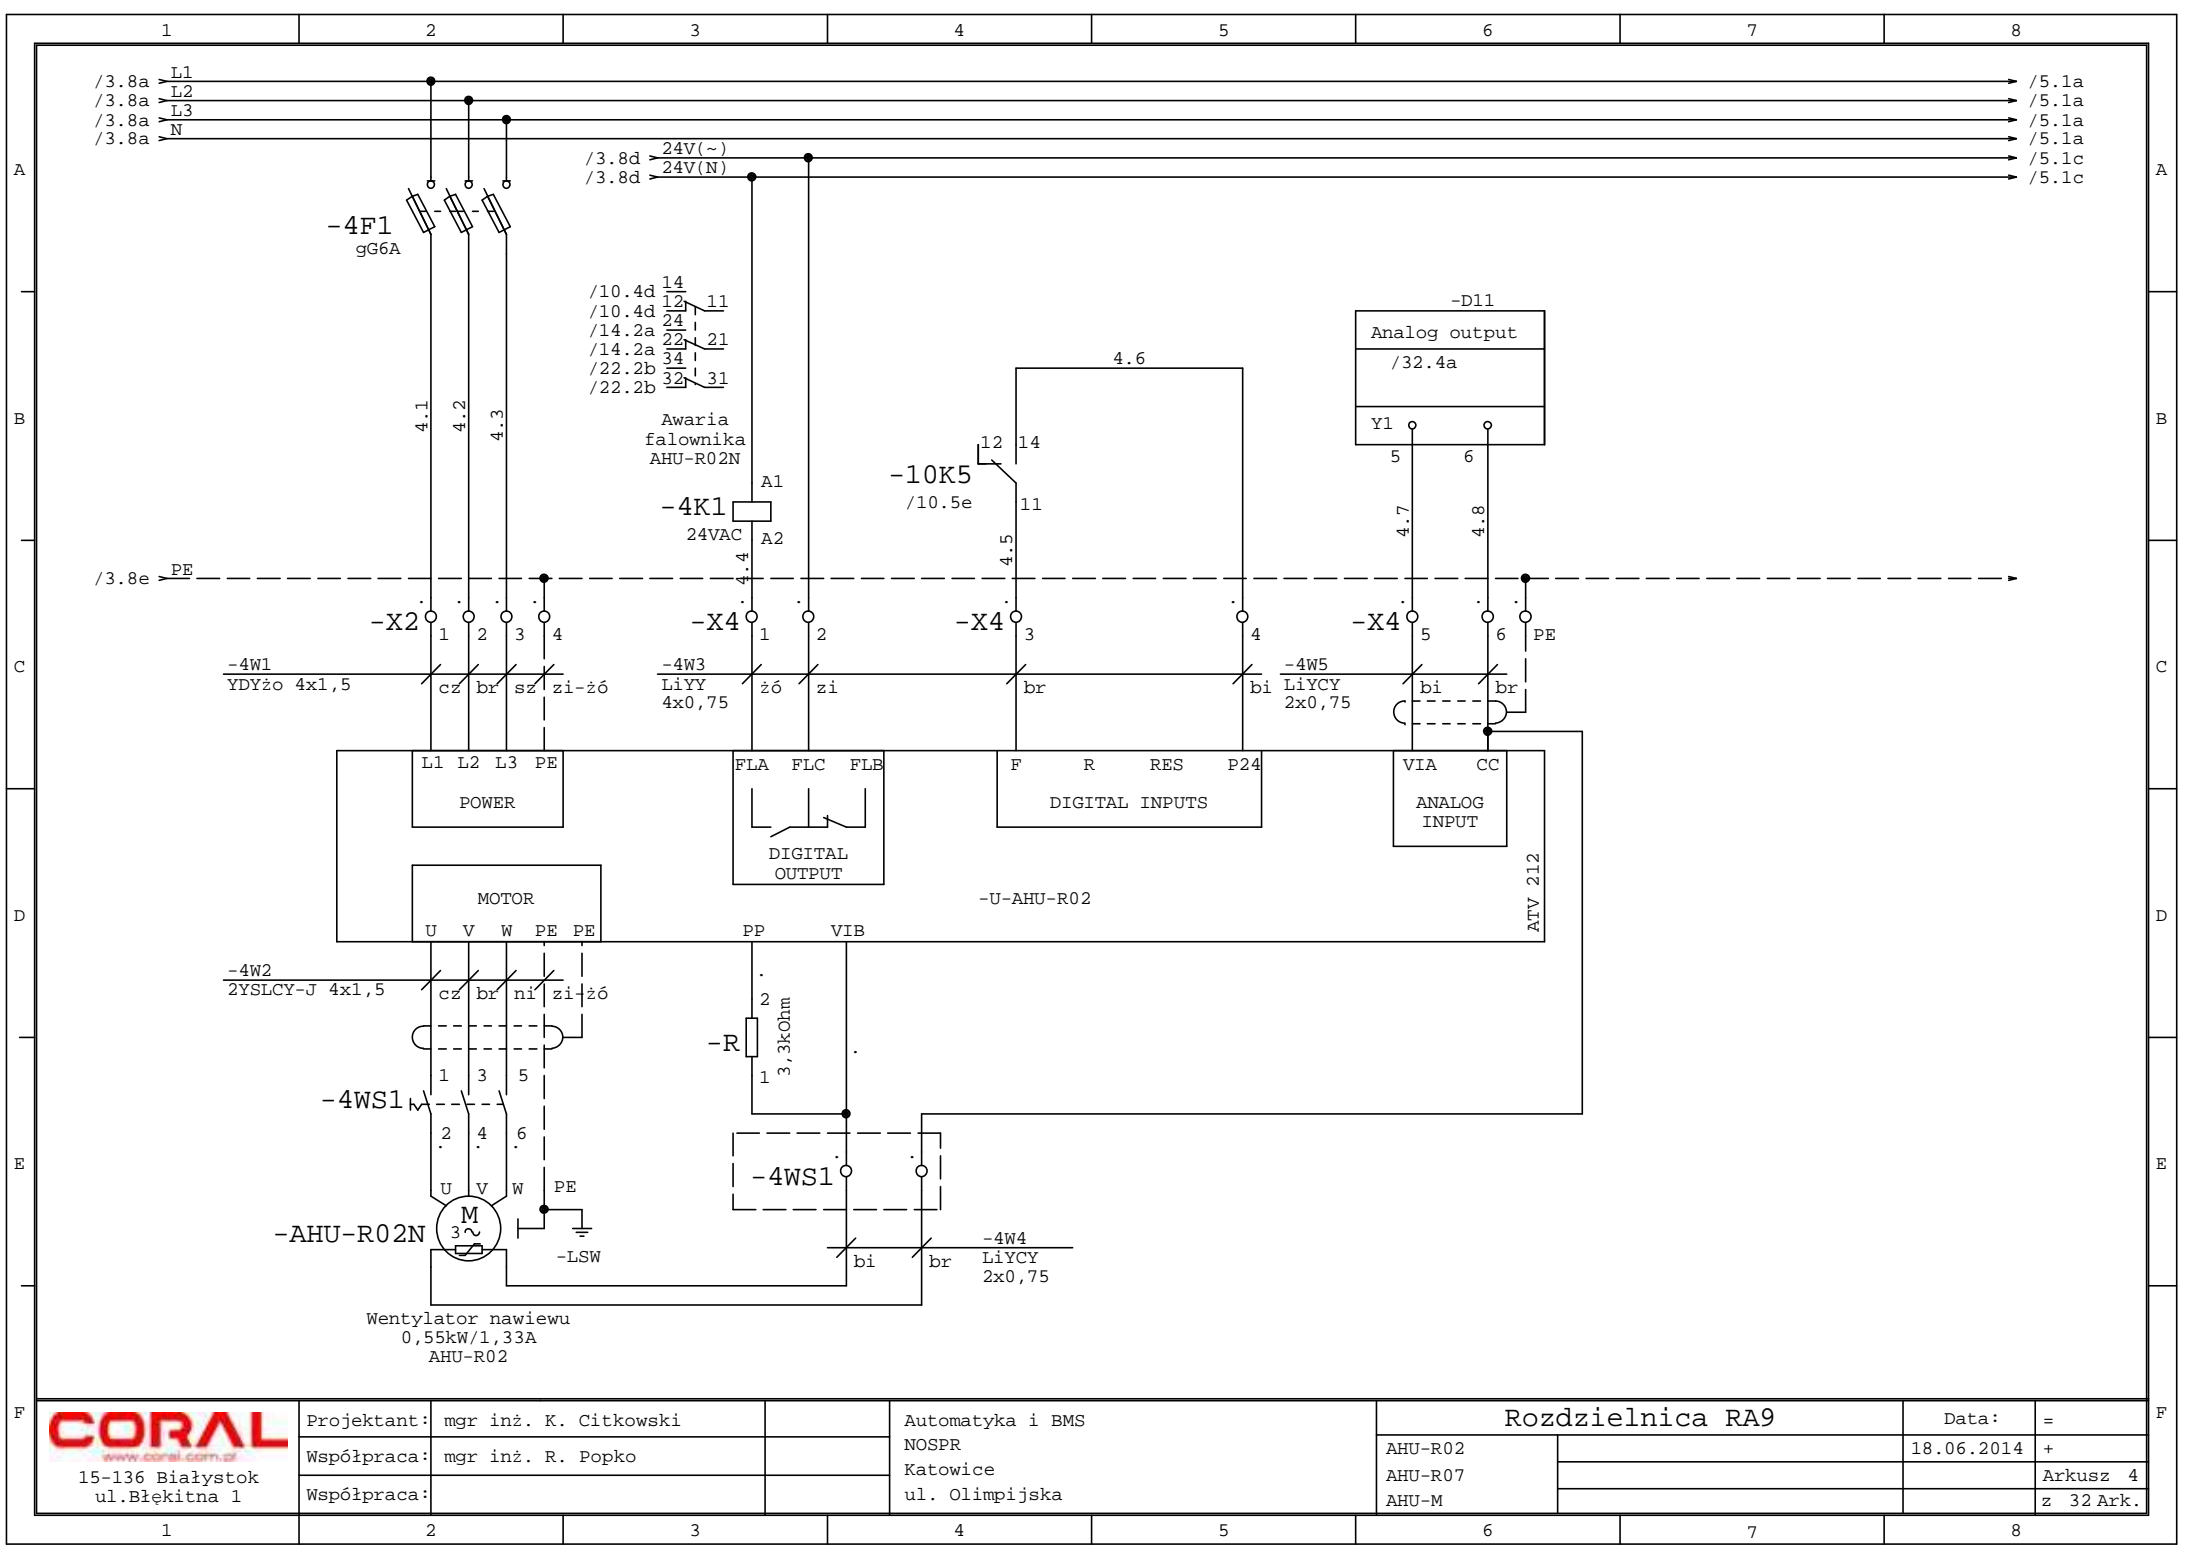 1 2 3 4 5 6 7 8
/3.8a L1 /5.1a
/3.8a L2 /5.1a
/3.8a L3 /5.1a
/3.8a N /5.1a
/3.8d 24V(~) /5.1c
/3.8d 24V(N) /5.1c
A A
-4F1
gG6A
/10.4d 14
/10.4d 12 11
/14.2a 24
/14.2a 22 21
/22.2b 34
/22.2b 32 31
-D11
Analog output
/32.4a
Y1
5 6
4.6
B B
4.1 4.2 4.3
Awaria
falownika
AHU-R02N
A1
-4K1
24VAC A2
4.4
12 14
-10K5
/10.5e 11
4.5
4.7 4.8
/3.8e PE
-X2 1 2 3 4
-X4 1 2
-X4 3 4
-X4 5 6 PE
C C
-4W1
YDYżo 4x1,5 cz br sz zi-żó
-4W3
LiYY żó zi br bi
4x0,75
-4W5
LiYCY bi br
2x0,75
L1 L2 L3 PE
POWER
FLA FLC FLB
DIGITAL
OUTPUT
F R RES P24
DIGITAL INPUTS
VIA CC
ANALOG
INPUT
ATV 212
MOTOR
U V W PE PE
-U-AHU-R02
PP VIB
D D
-4W2
2YSLCY-J 4x1,5 cz br ni zi-żó
2
-R 3,3kOhm
1
1 3 5
-4WS1
2 4 6
E E
-4WS1
U V W PE
M
3~
-AHU-R02N
-LSW
bi br
-4W4
LiYCY
2x0,75
Wentylator nawiewu
0,55kW/1,33A
AHU-R02
F F
CORAL
www.coral.com.pl
15-136 Białystok
ul.Błękitna 1
Projektant: mgr inż. K. Citkowski
Współpraca: mgr inż. R. Popko
Współpraca:
Automatyka i BMS
NOSPR
Katowice
ul. Olimpijska
Rozdzielnica RA9
AHU-R02
AHU-R07
AHU-M
Data: =
18.06.2014 +
Arkusz 4
z 32 Ark.
1 2 3 4 5 6 7 8